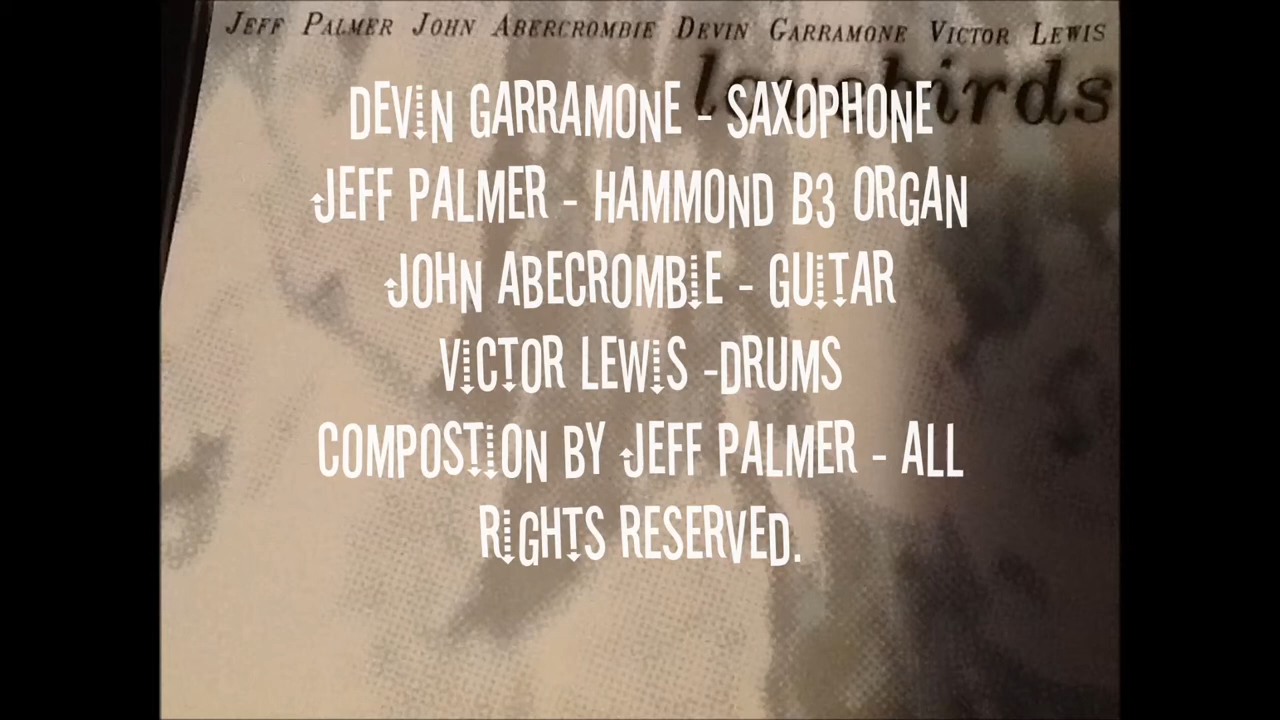 JEFF PALMER JOHN ABERCROMBIE DEVIN GARRAMONE VICTOR LEWIS
lovebirds
DEVIN GARRAMONE - SAXOPHONE
JEFF PALMER - HAMMOND B3 ORGAN
JOHN ABECROMBIE - GUITAR
VICTOR LEWIS -DRUMS
COMPOSTION BY JEFF PALMER - ALL
RIGHTS RESERVED.